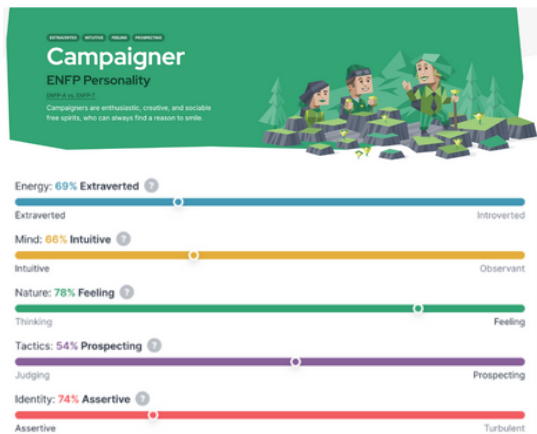 EXTRAVERTED INTUITIVE FEELING PROSPECTING
Campaigner
ENFP Personality
ENFP-A vs. ENFP-T
Campaigners are enthusiastic, creative, and sociable
free spirits, who can always find a reason to smile.
Energy: 69% Extraverted ?
Extraverted Introverted
Mind: 66% Intuitive ?
Intuitive Observant
Nature: 78% Feeling ?
Thinking Feeling
Tactics: 54% Prospecting ?
Judging Prospecting
Identity: 74% Assertive ?
Assertive Turbulent